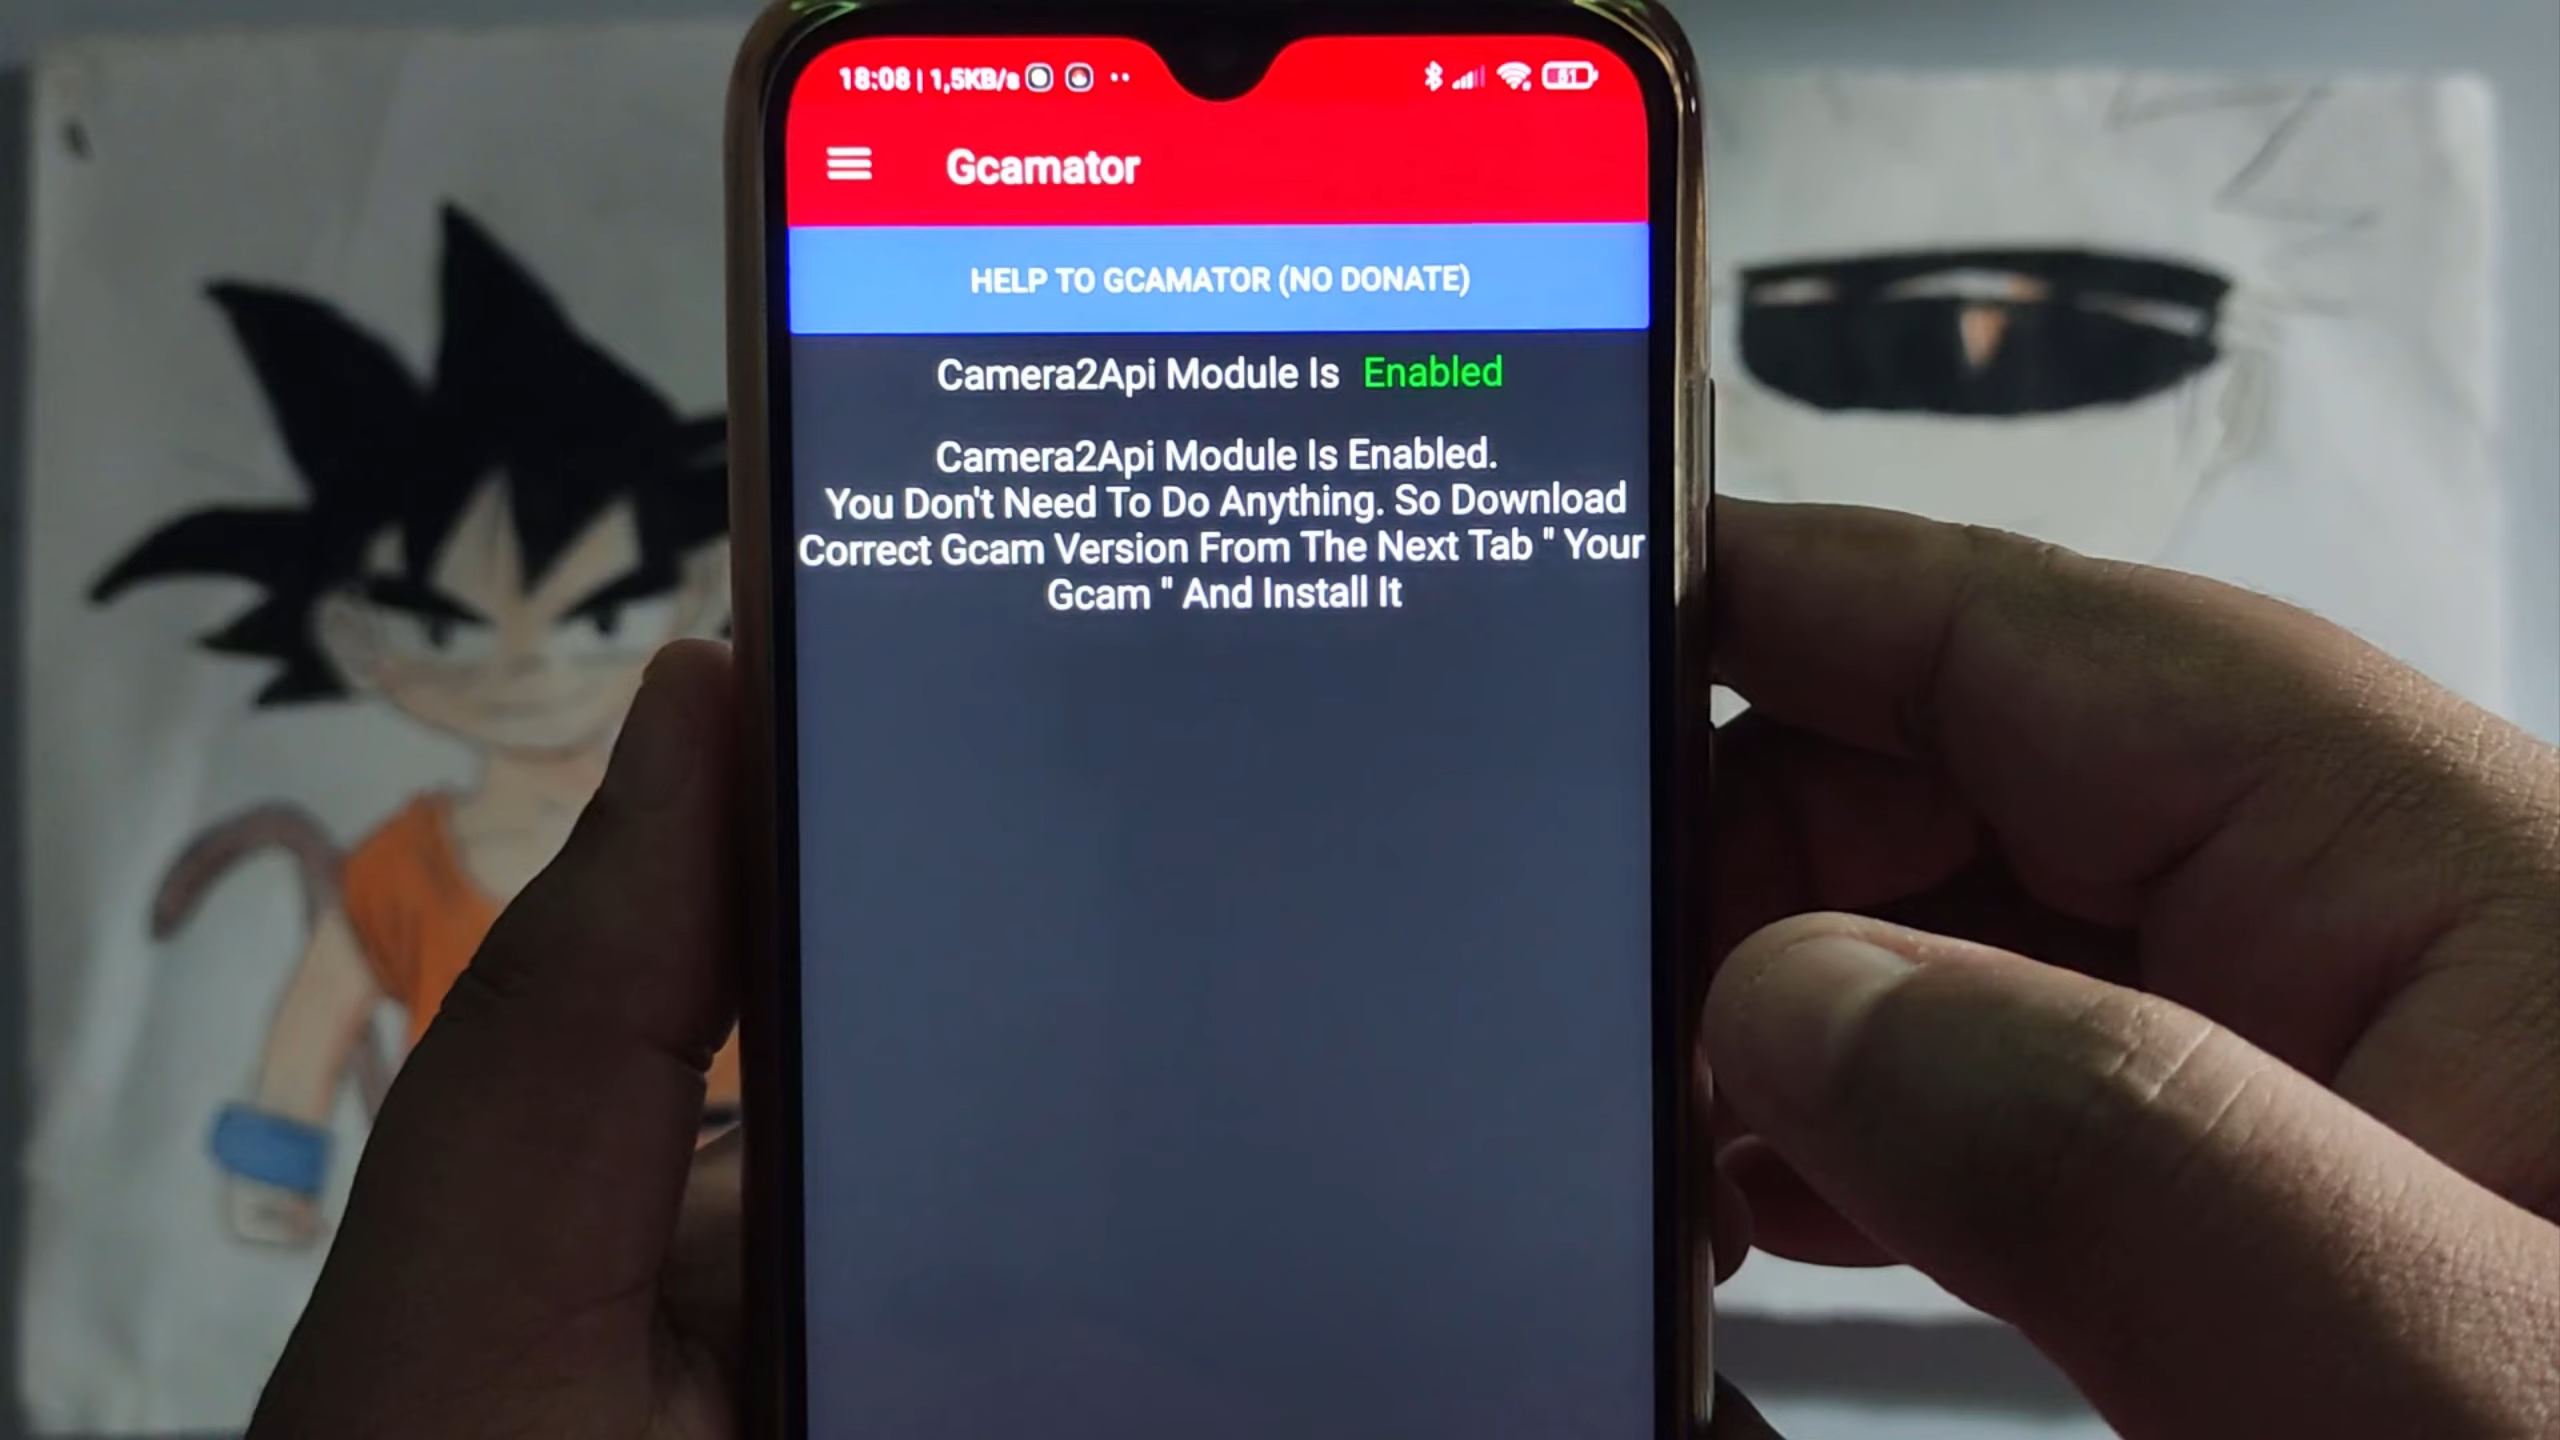 18:08 | 1,5KB/s
51
Gcamator
HELP TO GCAMATOR (NO DONATE)
Camera2Api Module Is Enabled
Camera2Api Module Is Enabled.
You Don't Need To Do Anything. So Download
Correct Gcam Version From The Next Tab " Your
Gcam " And Install It